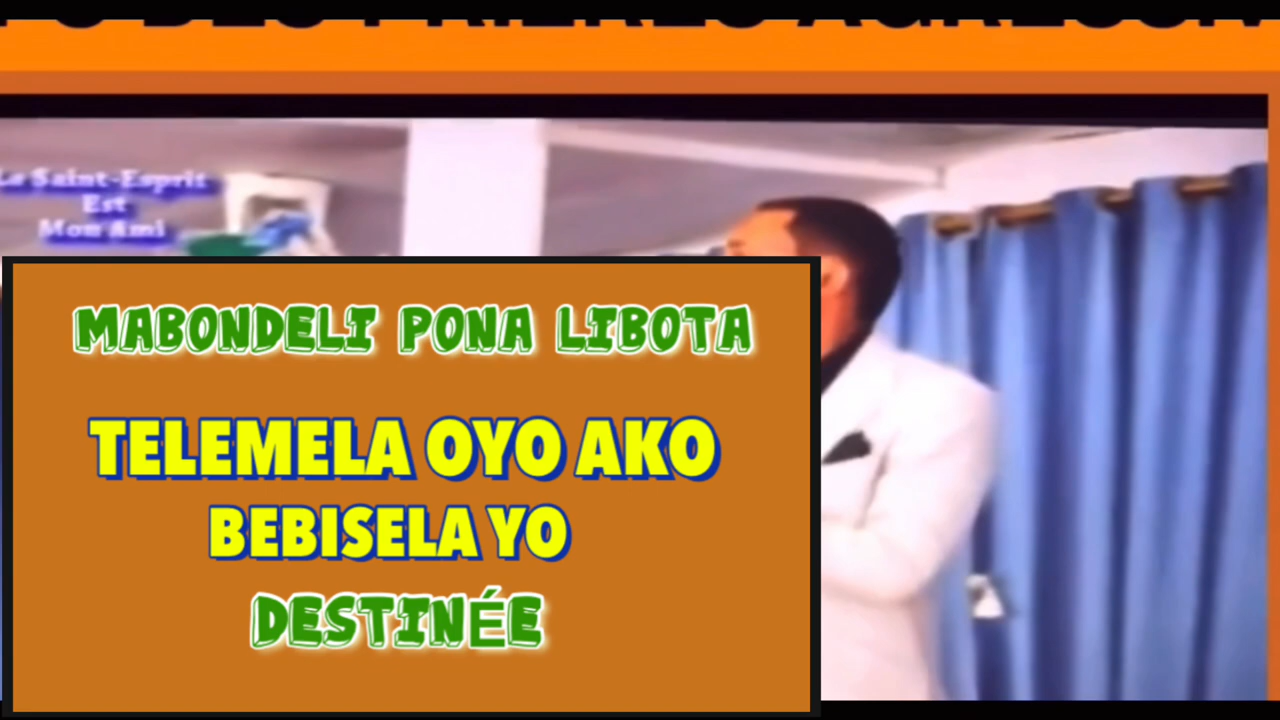 Le Saint-Esprit
Est
Mon Ami
MABONDELI PONA LIBOTA
TELEMELA OYO AKO
BEBISELA YO
DESTINÉE